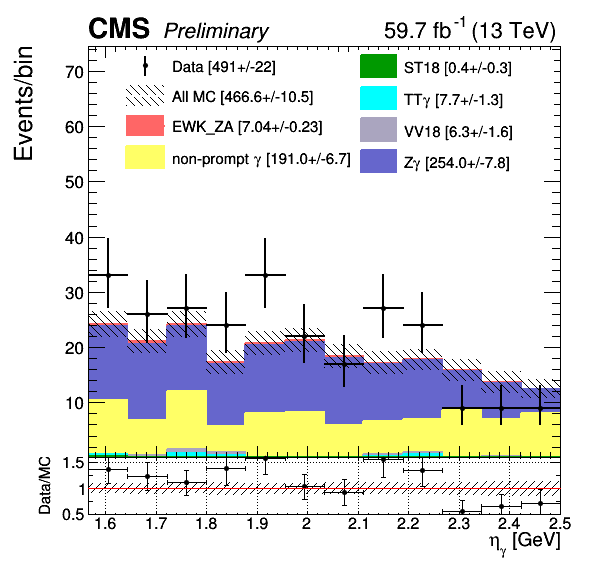 CMS Preliminary 59.7 fb⁻¹ (13 TeV)
Events/bin
Data [491+/-22]
All MC [466.6+/-10.5]
EWK_ZA [7.04+/-0.23]
non-prompt γ [191.0+/-6.7]
ST18 [0.4+/-0.3]
TTγ [7.7+/-1.3]
VV18 [6.3+/-1.6]
Zγ [254.0+/-7.8]
70
60
50
40
30
20
10
Data/MC
1.5
1
0.5
1.6 1.7 1.8 1.9 2 2.1 2.2 2.3 2.4 2.5
ηγ [GeV]